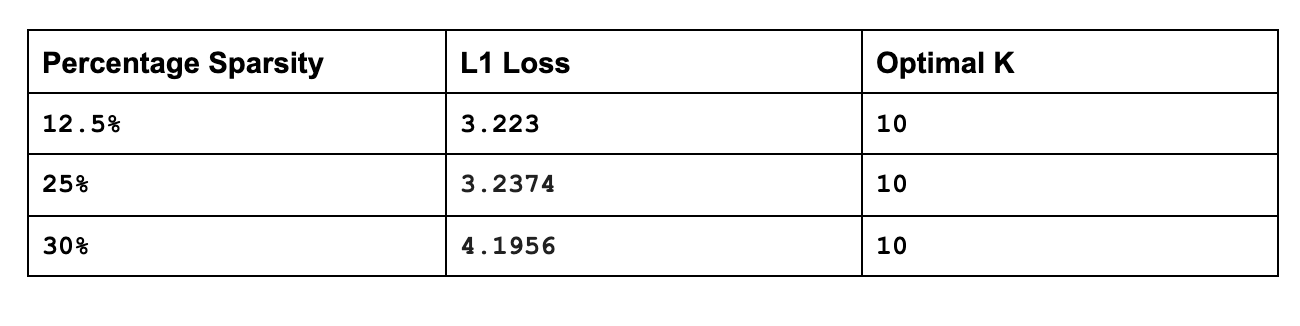 Percentage Sparsity L1 Loss Optimal K
12.5% 3.223 10
25% 3.2374 10
30% 4.1956 10